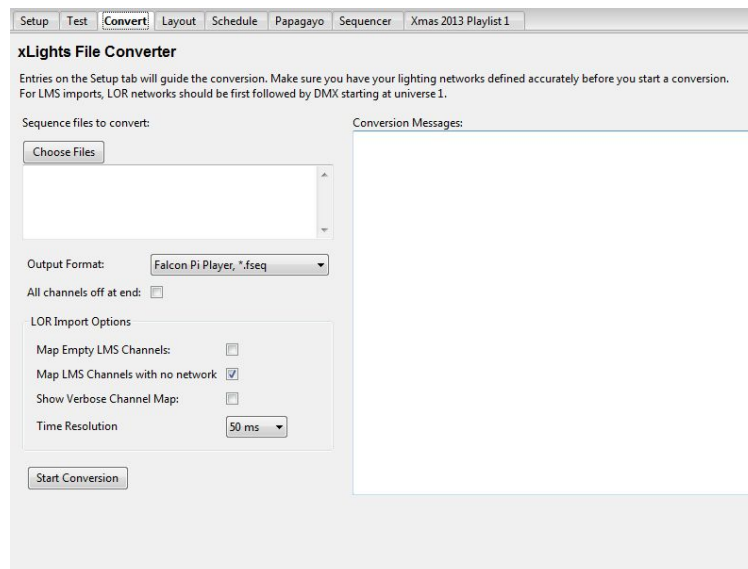 Setup Test Convert Layout Schedule Papagayo Sequencer Xmas 2013 Playlist 1
xLights File Converter
Entries on the Setup tab will guide the conversion. Make sure you have your lighting networks defined accurately before you start a conversion.
For LMS imports, LOR networks should be first followed by DMX starting at universe 1.
Sequence files to convert:
Choose Files
Output Format: Falcon Pi Player, *.fseq
All channels off at end:
LOR Import Options
Map Empty LMS Channels:
Map LMS Channels with no network
Show Verbose Channel Map:
Time Resolution 50 ms
Start Conversion
Conversion Messages: